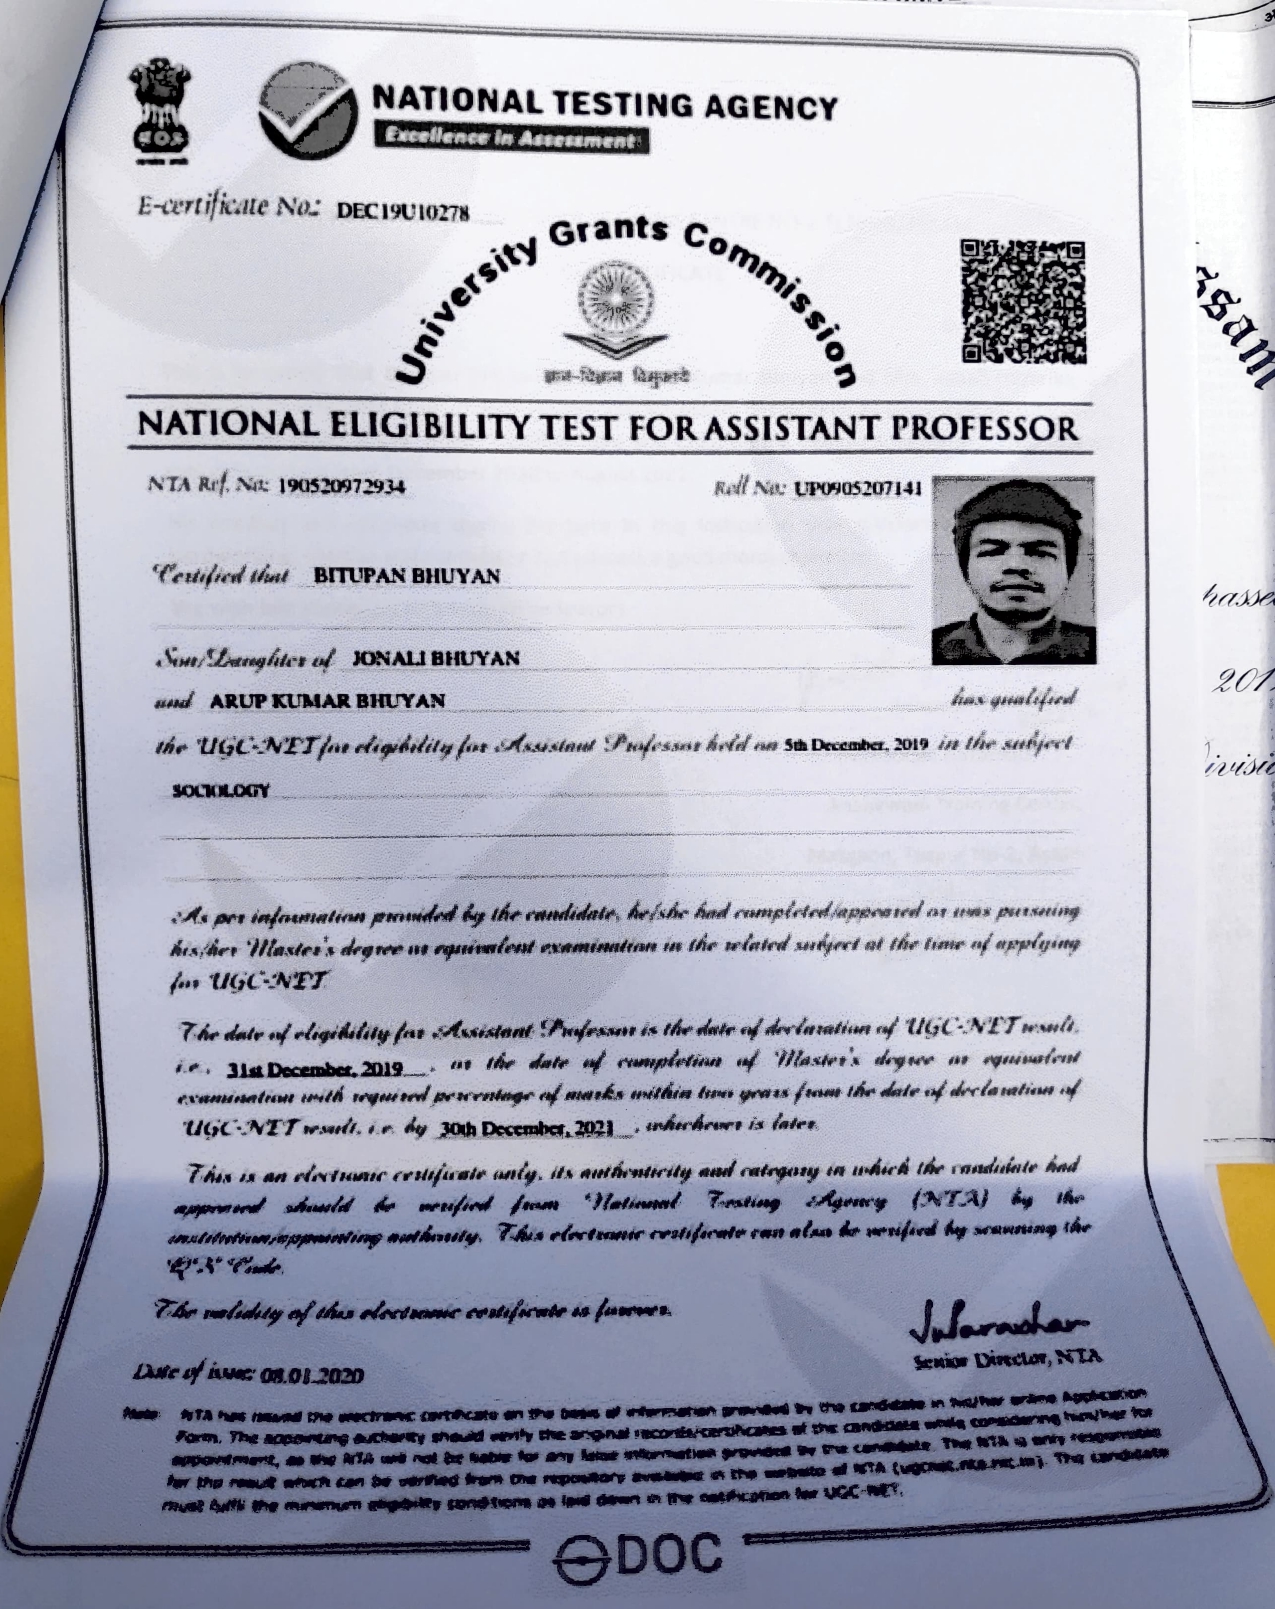 NATIONAL TESTING AGENCY
Excellence in Assessment
E-certificate No.: DEC19U10278
University Grants Commission
ज्ञान-विज्ञान विमुक्तये
NATIONAL ELIGIBILITY TEST FOR ASSISTANT PROFESSOR
NTA Ref. No: 190520972934 Roll No: UP0905207141
Certified that BITUPAN BHUYAN
Son/Daughter of JONALI BHUYAN
and ARUP KUMAR BHUYAN has qualified
the UGC-NET for eligibility for Assistant Professor held on 5th December, 2019 in the subject
SOCIOLOGY
As per information provided by the candidate, he/she had completed/appeared or was pursuing
his/her Master's degree or equivalent examination in the related subject at the time of applying
for UGC-NET.
The date of eligibility for Assistant Professor is the date of declaration of UGC-NET result,
i.e., 31st December, 2019, or the date of completion of Master's degree or equivalent
examination with required percentage of marks within two years from the date of declaration of
UGC-NET result, i.e. by 30th December, 2021, whichever is later.
This is an electronic certificate only, its authenticity and category in which the candidate had
appeared should be verified from National Testing Agency (NTA) by the
institution/appointing authority. This electronic certificate can also be verified by scanning the
QR Code.
The validity of this electronic certificate is forever.
Senior Director, NTA
Date of issue: 08.01.2020
Note: NTA has issued the electronic certificate on the basis of information provided by the candidate in his/her online Application
Form. The appointing authority should verify the original records/certificates of the candidate while considering him/her for
appointment, as the NTA will not be liable for any false information provided by the candidate. The NTA is only responsible
for the result which can be verified from the repository available in the website of NTA (ugcnet.nta.nic.in). The candidate
must fulfil the minimum eligibility conditions as laid down in the notification for UGC-NET.
DOC
ssam
201